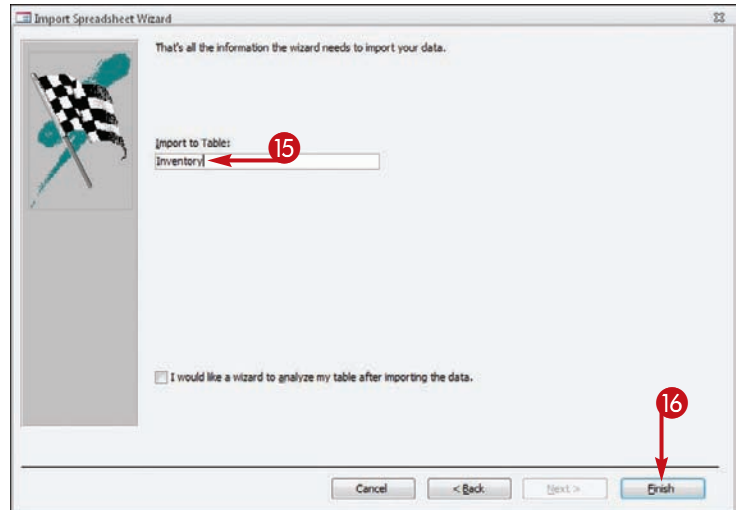 Import Spreadsheet Wizard
That's all the information the wizard needs to import your data.
Import to Table:
15
Inventory
I would like a wizard to analyze my table after importing the data.
16
Cancel
< Back
Next >
Finish